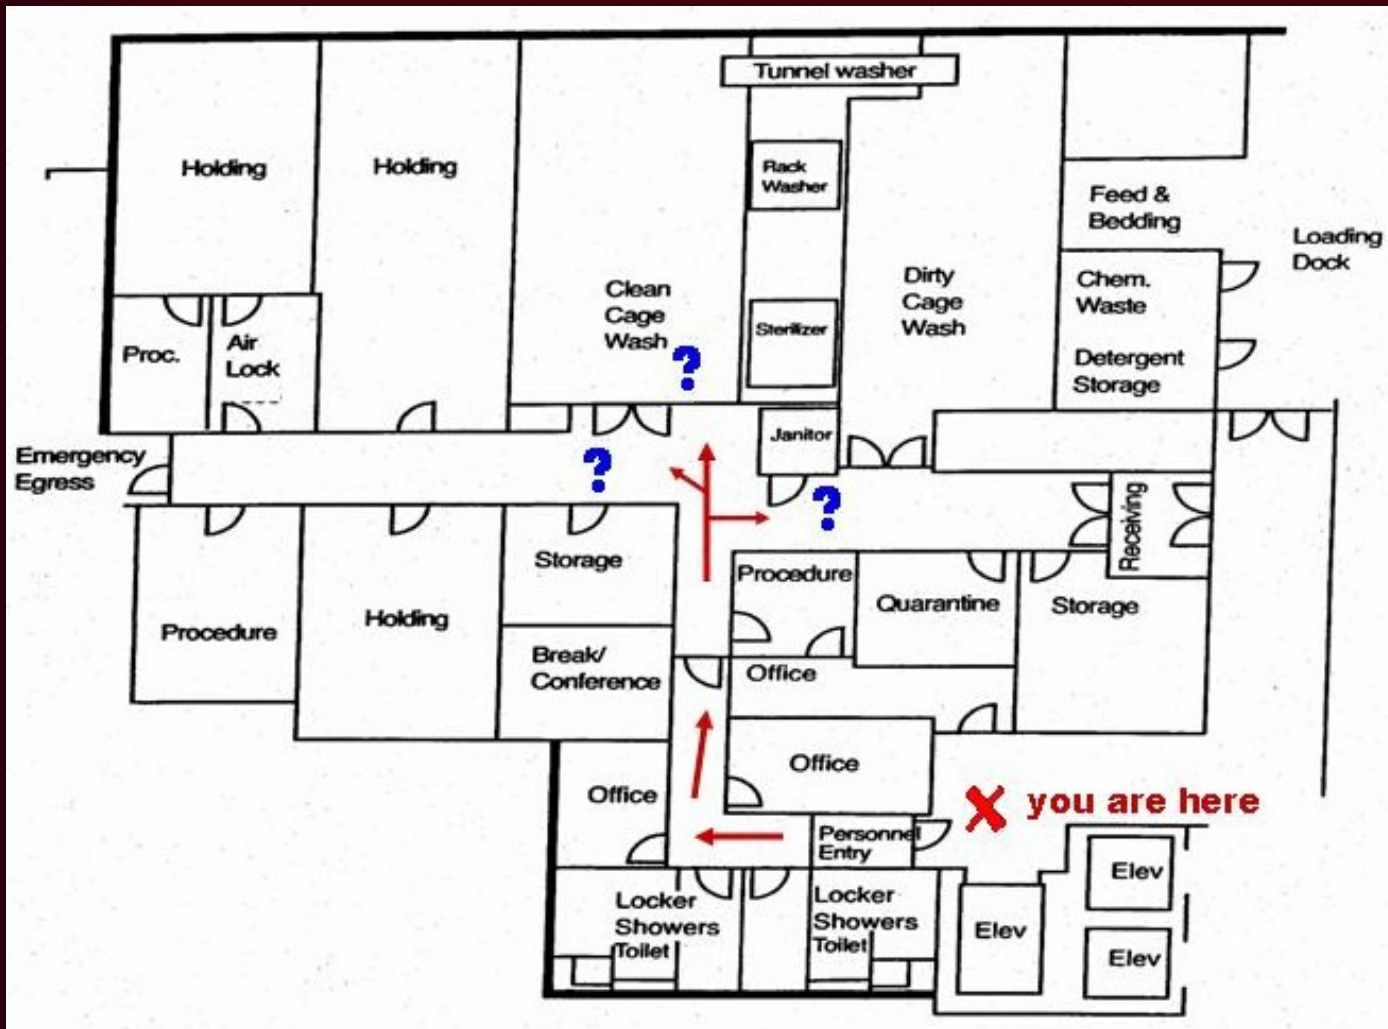 Tunnel washer
Holding
Holding
Rack
Washer
Feed &
Bedding
Loading
Dock
Clean
Cage
Wash
?
Sterilizer
Dirty
Cage
Wash
Chem.
Waste
Detergent
Storage
Proc.
Air
Lock
Janitor
Emergency
Egress
?
?
Receiving
Storage
Procedure
Quarantine
Storage
Procedure
Holding
Break/
Conference
Office
Office
Office
X you are here
Personnel
Entry
Locker
Showers
Toilet
Locker
Showers
Toilet
Elev
Elev
Elev